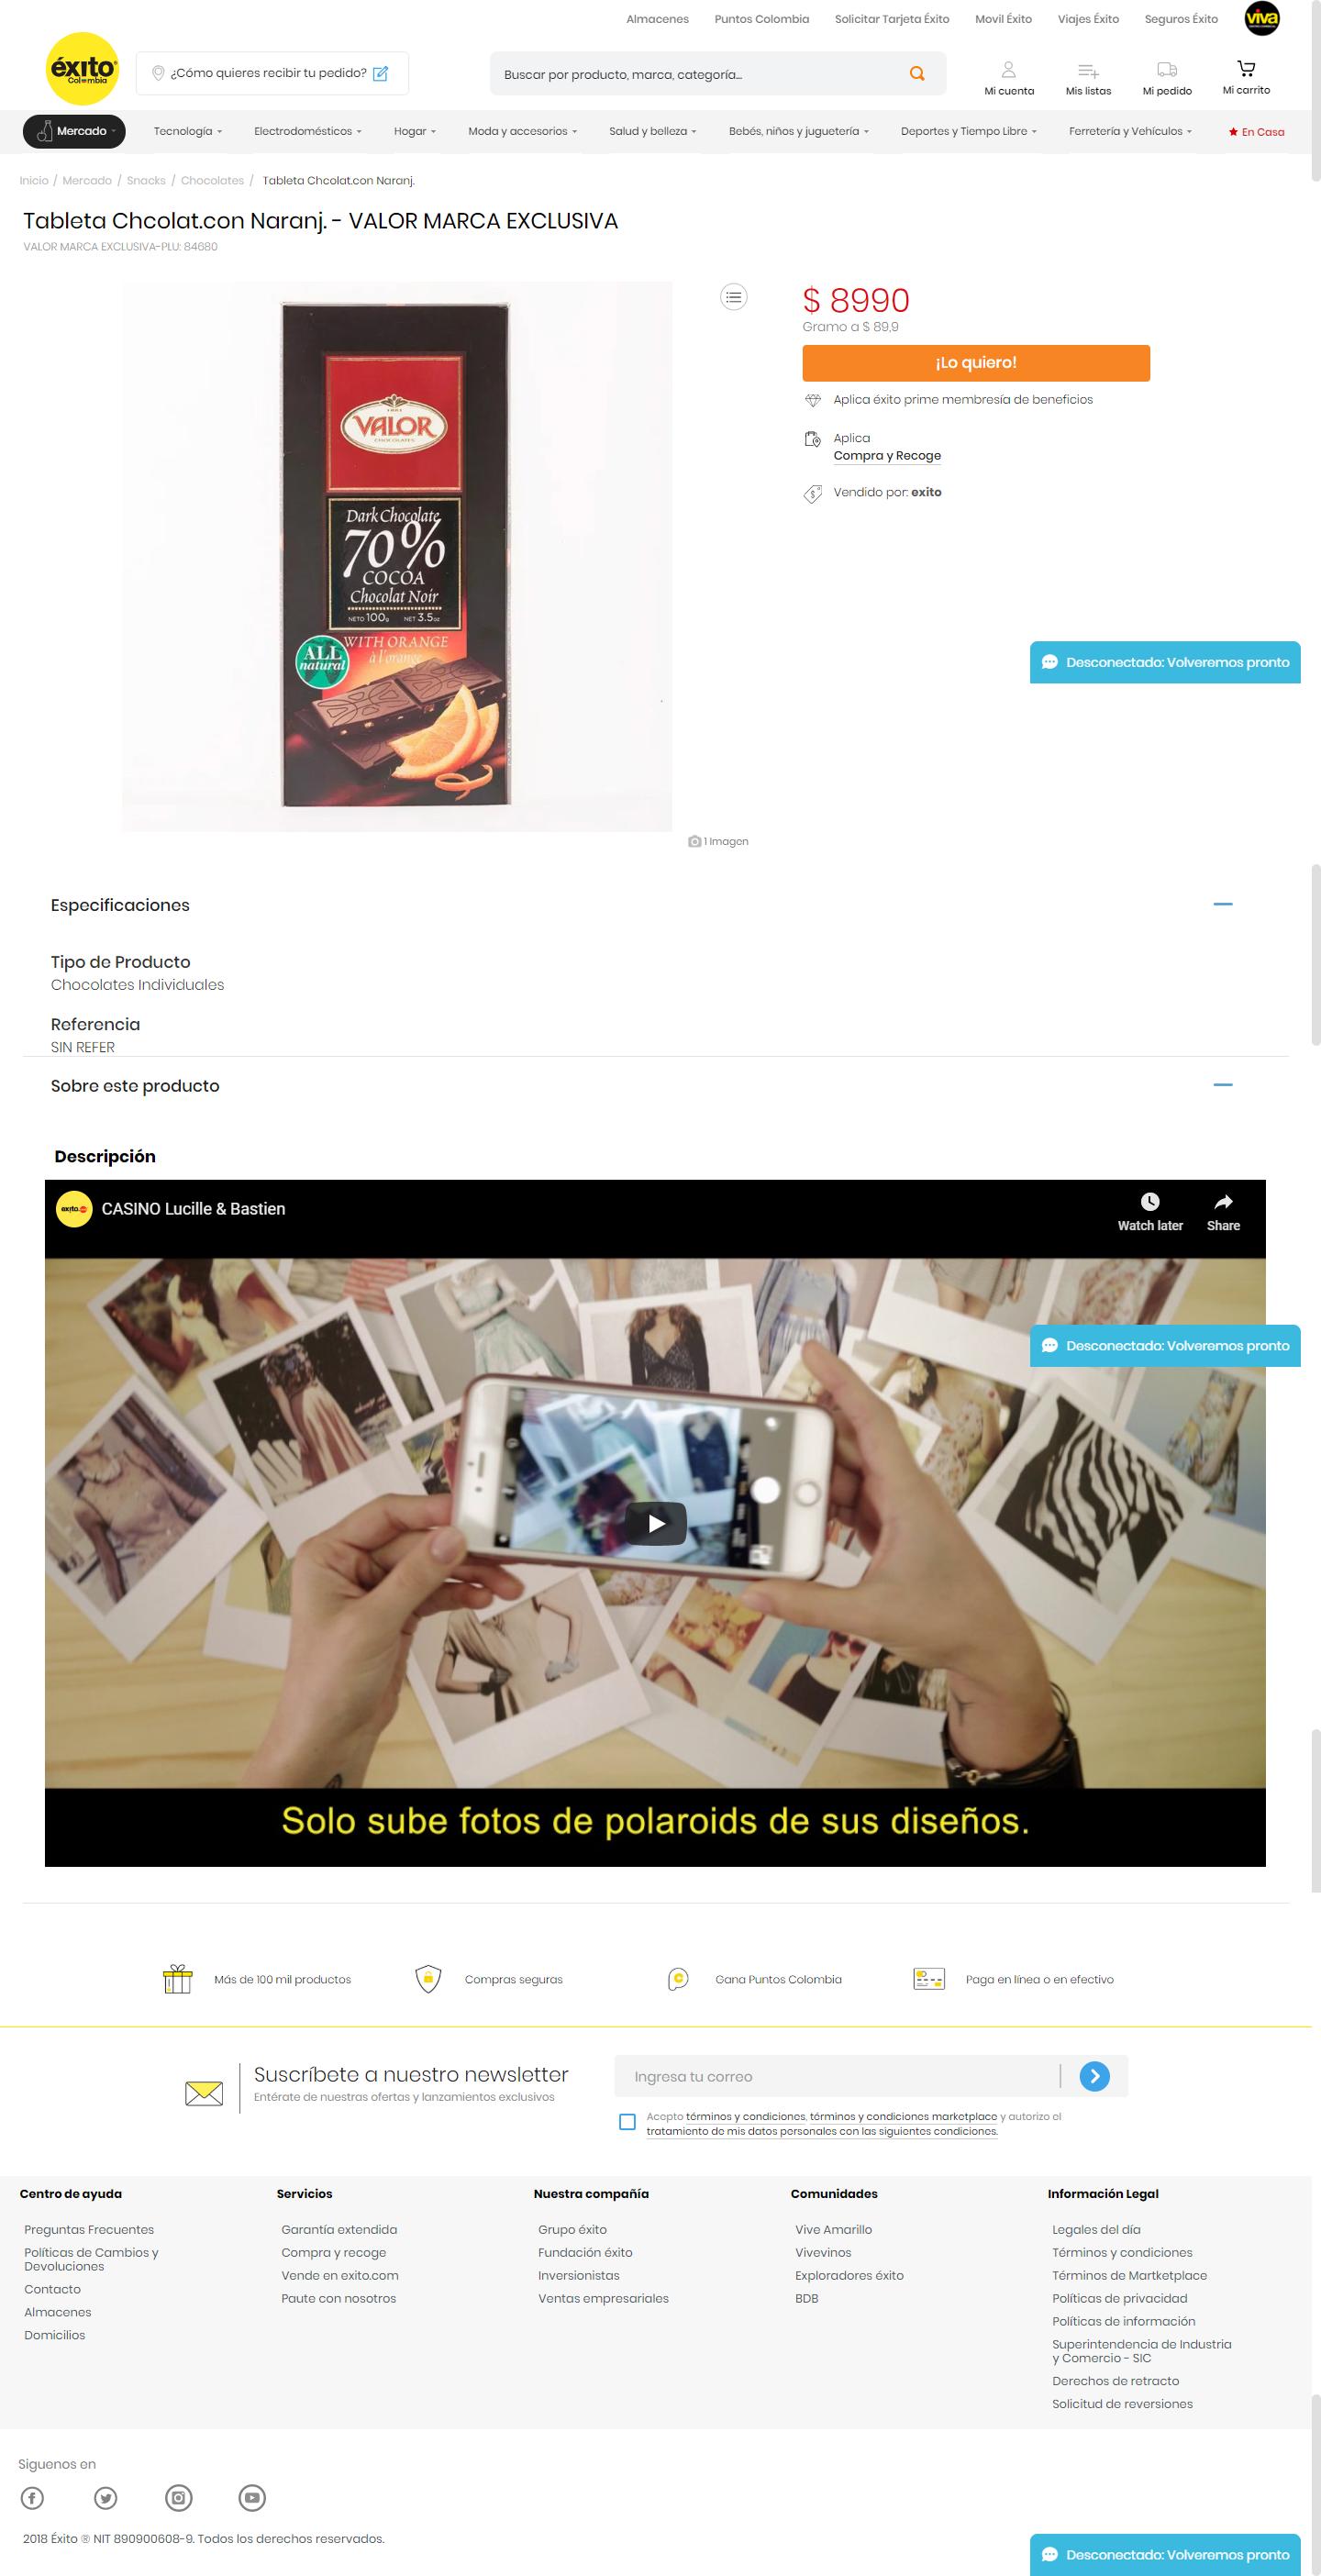 Almacenes Puntos Colombia Solicitar Tarjeta Éxito Movil Éxito Viajes Éxito Seguros Éxito viva
éxito
Colombia
¿Cómo quieres recibir tu pedido?
Buscar por producto, marca, categoría...
Mi cuenta Mis listas Mi pedido Mi carrito
Mercado Tecnología Electrodomésticos Hogar Moda y accesorios Salud y belleza Bebés, niños y juguetería Deportes y Tiempo Libre Ferretería y Vehículos En Casa
Inicio / Mercado / Snacks / Chocolates / Tableta Chcolat.con Naranj.
Tableta Chcolat.con Naranj. - VALOR MARCA EXCLUSIVA
VALOR MARCA EXCLUSIVA-PLU: 84680
VALOR
CHOCOLATES
Dark Chocolate
70%
COCOA
Chocolat Noir
NETO 100g NET 3.5oz
WITH ORANGE
à l'orange
ALL
natural
$ 8990
Gramo a $ 89,9
¡Lo quiero!
Aplica éxito prime membresía de beneficios
Aplica
Compra y Recoge
Vendido por: exito
Desconectado: Volveremos pronto
1 Imagen
Especificaciones
Tipo de Producto
Chocolates Individuales
Referencia
SIN REFER
Sobre este producto
Descripción
exito.com
CASINO Lucille & Bastien
Watch later Share
Desconectado: Volveremos pronto
Solo sube fotos de polaroids de sus diseños.
Más de 100 mil productos Compras seguras Gana Puntos Colombia Paga en línea o en efectivo
Suscríbete a nuestro newsletter
Entérate de nuestras ofertas y lanzamientos exclusivos
Ingresa tu correo
Acepto términos y condiciones, términos y condiciones marketplace y autorizo el
tratamiento de mis datos personales con las siguientes condiciones.
Centro de ayuda
Preguntas Frecuentes
Políticas de Cambios y
Devoluciones
Contacto
Almacenes
Domicilios
Servicios
Garantía extendida
Compra y recoge
Vende en exito.com
Paute con nosotros
Nuestra compañía
Grupo éxito
Fundación éxito
Inversionistas
Ventas empresariales
Comunidades
Vive Amarillo
Vivevinos
Exploradores éxito
BDB
Información Legal
Legales del día
Términos y condiciones
Términos de Martketplace
Políticas de privacidad
Políticas de información
Superintendencia de Industria
y Comercio - SIC
Derechos de retracto
Solicitud de reversiones
Siguenos en
2018 Éxito ® NIT 890900608-9. Todos los derechos reservados.
Desconectado: Volveremos pronto